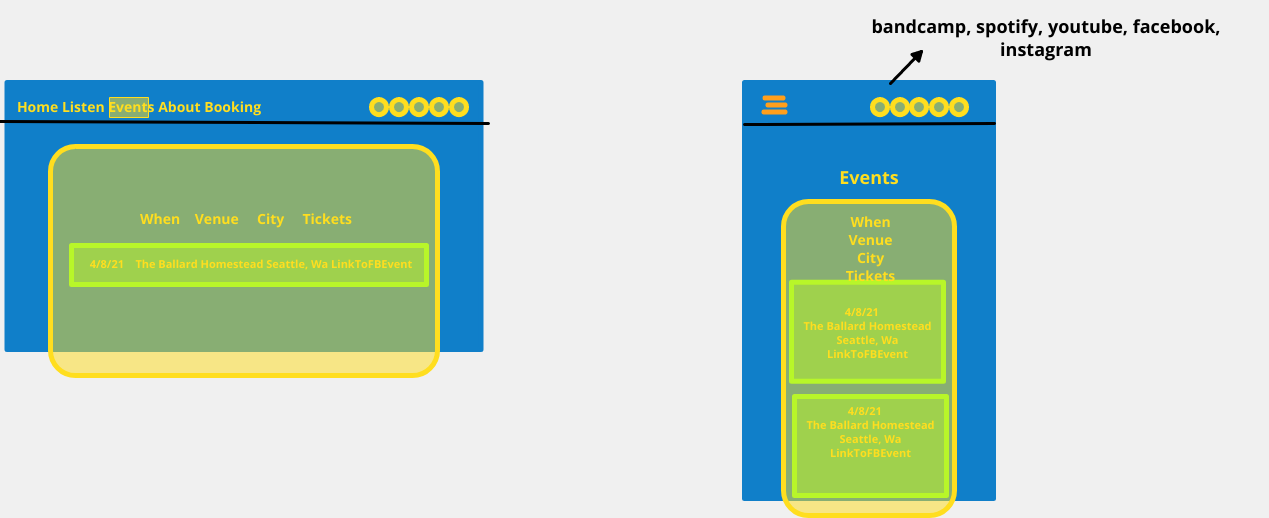 bandcamp, spotify, youtube, facebook,
instagram
Home Listen Events About Booking
When Venue City Tickets
4/8/21 The Ballard Homestead Seattle, Wa LinkToFBEvent
Events
When
Venue
City
Tickets
4/8/21
The Ballard Homestead
Seattle, Wa
LinkToFBEvent
4/8/21
The Ballard Homestead
Seattle, Wa
LinkToFBEvent